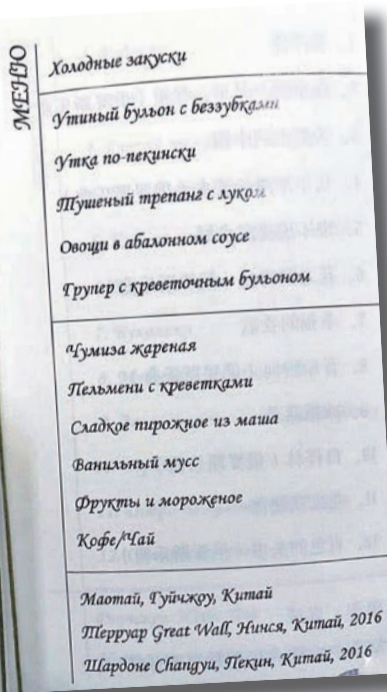 МЕНЮ
Холодные закуски
Утиный бульон с беззубками
Утка по-пекински
Тушеный трепанг с луком
Овощи в абалонном соусе
Групер с креветочным бульоном
Чумиза жареная
Пельмени с креветками
Сладкое пирожное из маша
Ванильный мусс
Фрукты и мороженое
Кофе/Чай
Маотай, Гуйчжоу, Китай
Терруар Great Wall, Нинся, Китай, 2016
Шардоне Changyu, Пекин, Китай, 2016